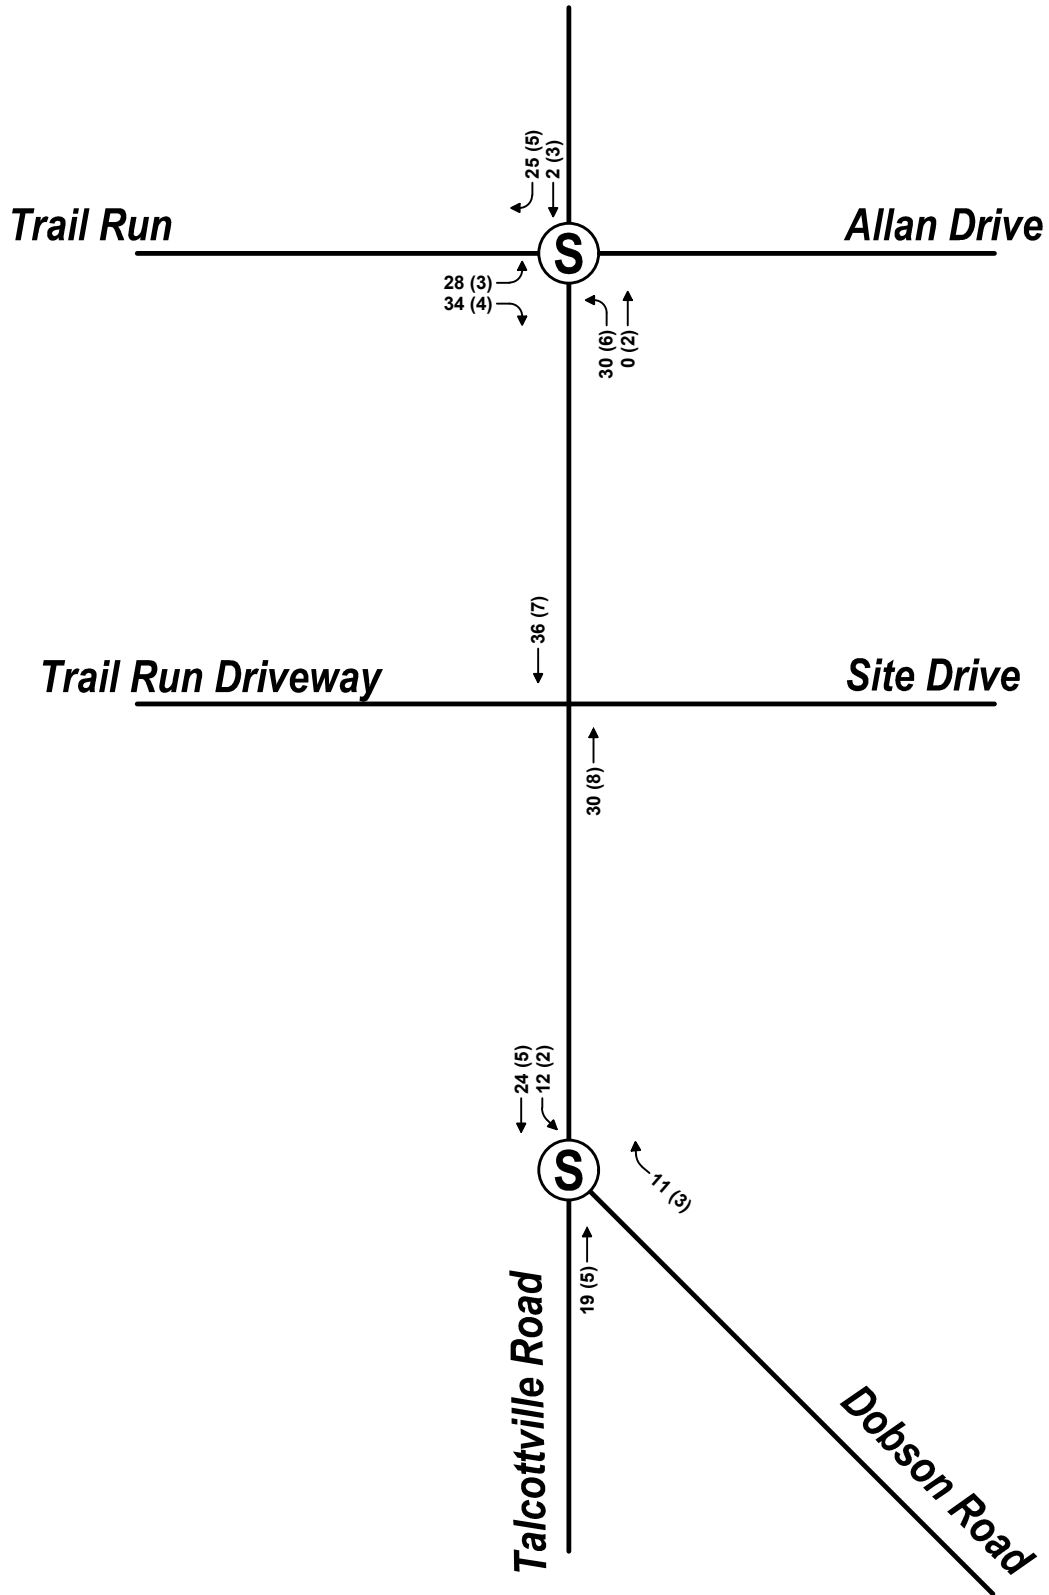 25 (5)
2 (3)
Trail Run
S
Allan Drive
28 (3)
34 (4)
30 (6)
0 (2)
36 (7)
Trail Run Driveway
Site Drive
30 (8)
24 (5)
12 (2)
S
11 (3)
19 (5)
Talcottville Road
Dobson Road